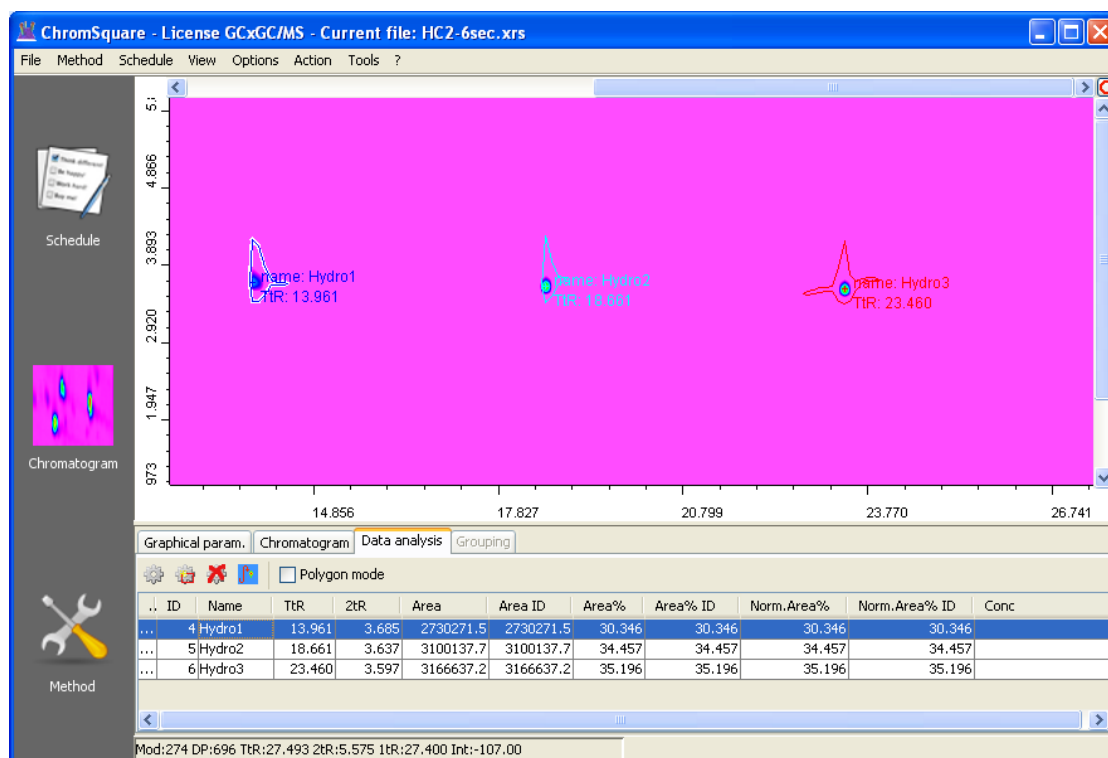 ChromSquare - License GCxGC/MS - Current file: HC2-6sec.xrs
File Method Schedule View Options Action Tools ?
Schedule
Chromatogram
Method
4.866
3.893
2.920
1.947
973
name: Hydro1
TtR: 13.961
name: Hydro2
TtR: 18.661
name: Hydro3
TtR: 23.460
14.856 17.827 20.799 23.770 26.741
Graphical param. Chromatogram Data analysis Grouping
Polygon mode
.. ID Name TtR 2tR Area Area ID Area% Area% ID Norm.Area% Norm.Area% ID Conc
... 4 Hydro1 13.961 3.685 2730271.5 2730271.5 30.346 30.346 30.346 30.346
... 5 Hydro2 18.661 3.637 3100137.7 3100137.7 34.457 34.457 34.457 34.457
... 6 Hydro3 23.460 3.597 3166637.2 3166637.2 35.196 35.196 35.196 35.196
Mod:274 DP:696 TtR:27.493 2tR:5.575 1tR:27.400 Int:-107.00